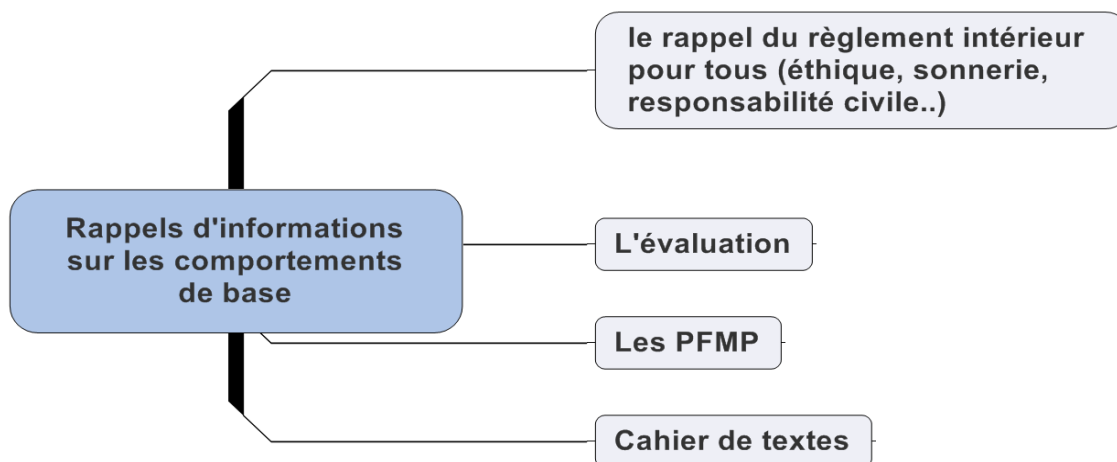 le rappel du règlement intérieur
pour tous (éthique, sonnerie,
responsabilité civile..)
Rappels d'informations
sur les comportements
de base
L'évaluation
Les PFMP
Cahier de textes